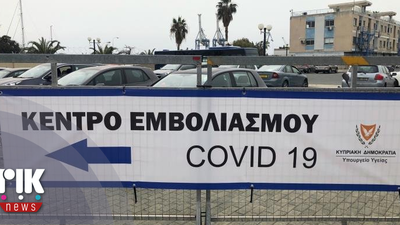 ΚΕΝΤΡΟ ΕΜΒΟΛΙΑΣΜΟΥ
COVID 19
ΚΥΠΡΙΑΚΗ ΔΗΜΟΚΡΑΤΙΑ
Υπουργείο Υγείας
ΡΙΚ
news